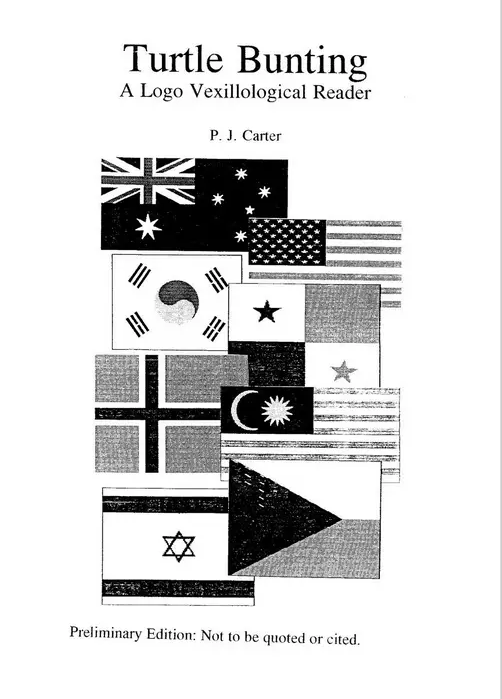 Turtle Bunting
A Logo Vexillological Reader
P. J. Carter
Preliminary Edition: Not to be quoted or cited.